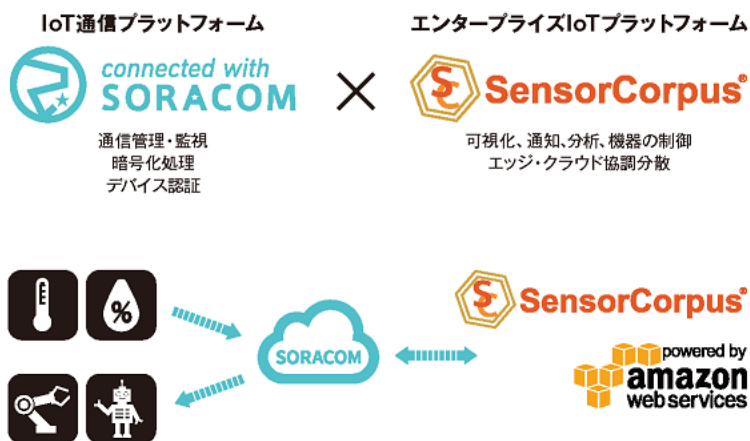 IoT通信プラットフォーム
connected with
SORACOM
通信管理・監視
暗号化処理
デバイス認証
×
エンタープライズIoTプラットフォーム
SC SensorCorpus®
可視化、通知、分析、機器の制御
エッジ・クラウド協調分散
%
SORACOM
SC SensorCorpus®
powered by
amazon
web services